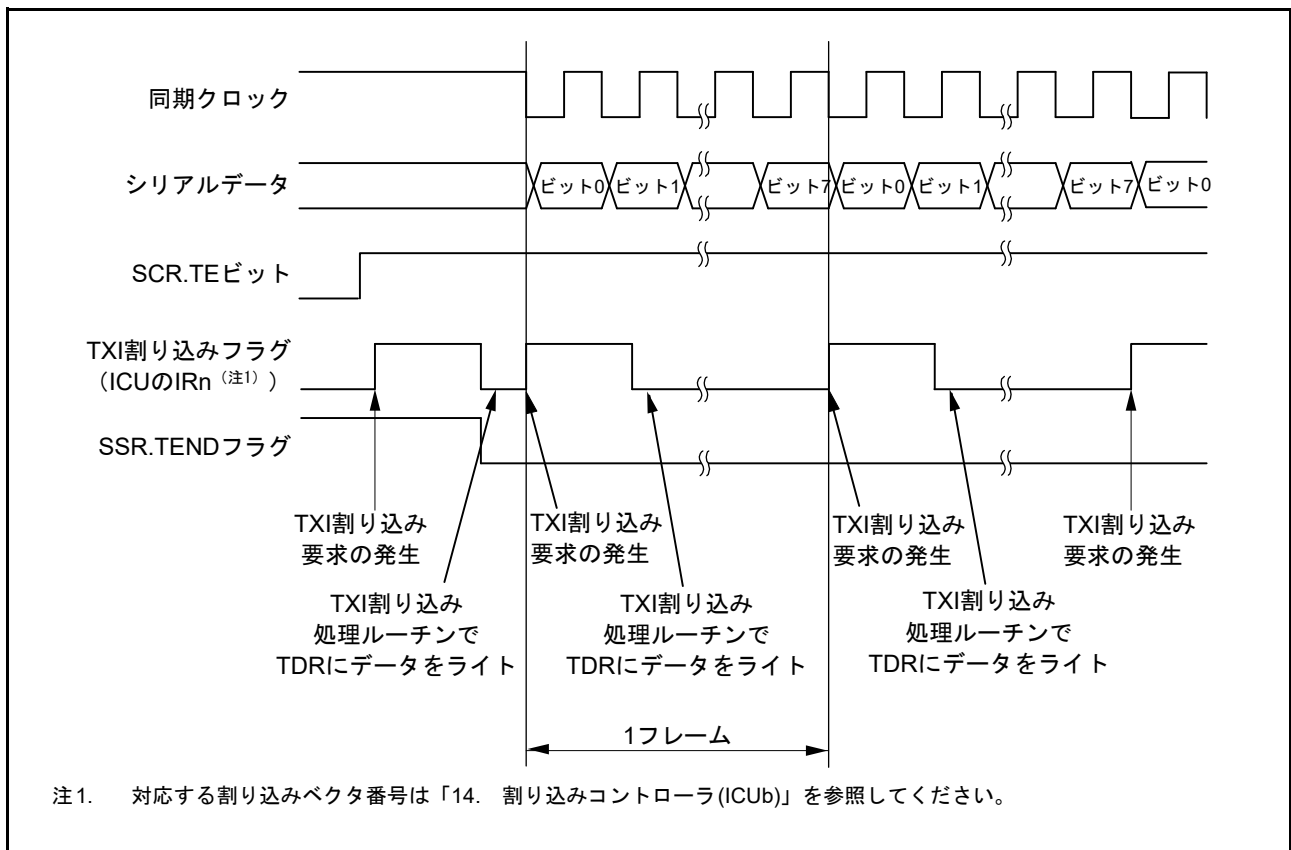 同期クロック
シリアルデータ
ビット0 ビット1 ビット7 ビット0 ビット1 ビット7 ビット0
SCR.TEビット
TXI割り込みフラグ
（ICUのIRn（注1））
SSR.TENDフラグ
TXI割り込み
要求の発生
TXI割り込み
要求の発生
TXI割り込み
要求の発生
TXI割り込み
要求の発生
TXI割り込み
処理ルーチンで
TDRにデータをライト
TXI割り込み
処理ルーチンで
TDRにデータをライト
TXI割り込み
処理ルーチンで
TDRにデータをライト
1フレーム
注1. 対応する割り込みベクタ番号は「14. 割り込みコントローラ(ICUb)」を参照してください。